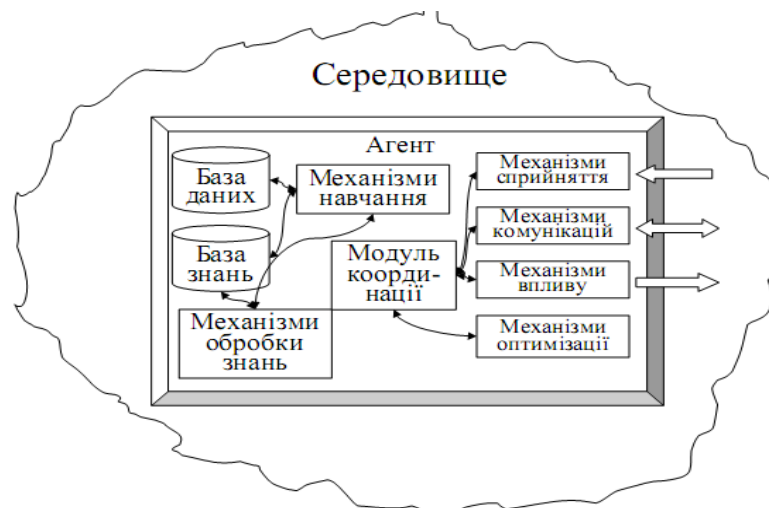 Середовище
Агент
База
даних
Механізми
навчання
Механізми
сприйняття
Механізми
комунікацій
База
знань
Модуль
коорди-
нації
Механізми
впливу
Механізми
обробки
знань
Механізми
оптимізації